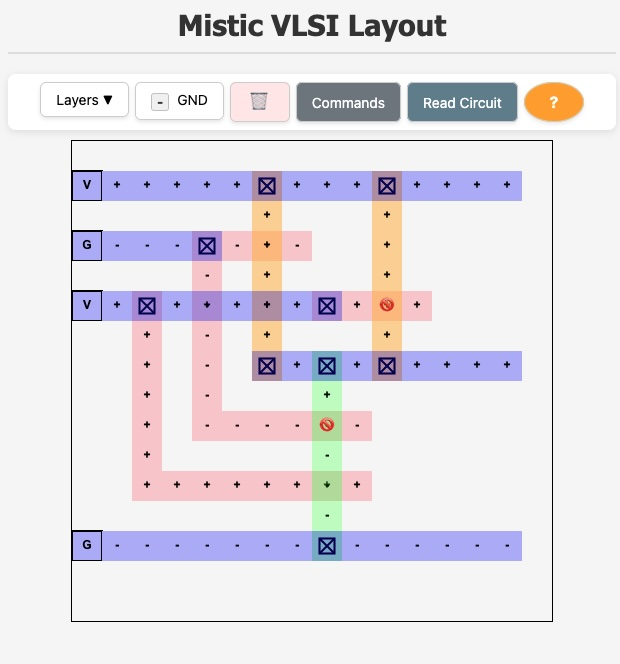 Mistic VLSI Layout
Layers ▼
- GND
Commands
Read Circuit
?
V + + + + + + + + + + + +
+ +
G - - - - + - +
- + +
V + + + + + + + +
+ - + +
+ - + + + + + +
+ - +
+ - - - - -
+ -
+ + + + + + + +
-
G - - - - - - - - - - - - -